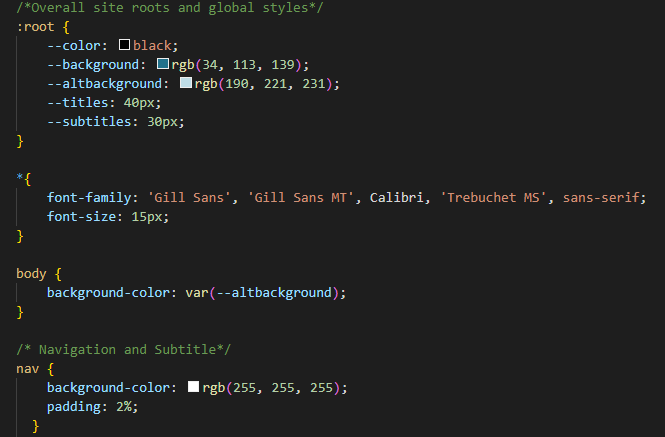 /*Overall site roots and global styles*/
:root {
    --color: black;
    --background: rgb(34, 113, 139);
    --altbackground: rgb(190, 221, 231);
    --titles: 40px;
    --subtitles: 30px;
}

*{
    font-family: 'Gill Sans', 'Gill Sans MT', Calibri, 'Trebuchet MS', sans-serif;
    font-size: 15px;
}

body {
    background-color: var(--altbackground);
}

/* Navigation and Subtitle*/
nav {
    background-color: rgb(255, 255, 255);
    padding: 2%;
  }